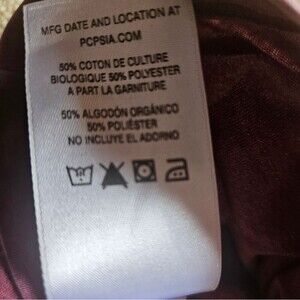 MFG DATE AND LOCATION AT
PCPSIA.COM
50% COTON DE CULTURE
BIOLOGIQUE 50% POLYESTER
A PART LA GARNITURE
50% ALGODÓN ORGÁNICO
50% POLIÉSTER
NO INCLUYE EL ADORNO